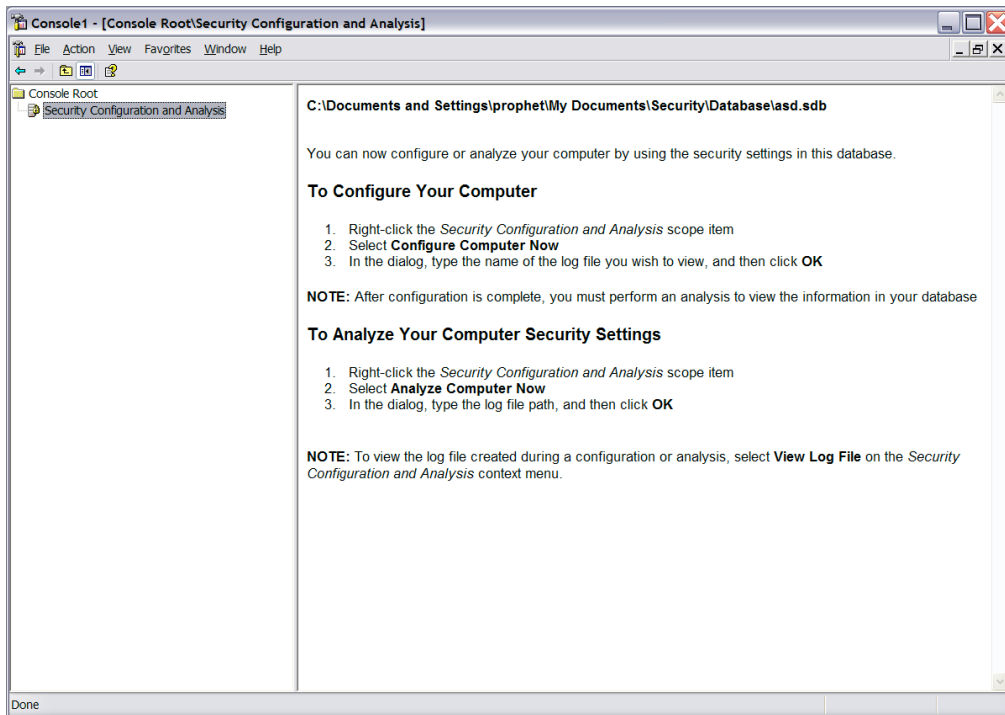 Console1 - [Console Root\Security Configuration and Analysis]
File Action View Favorites Window Help
Console Root
Security Configuration and Analysis
C:\Documents and Settings\prophet\My Documents\Security\Database\asd.sdb
You can now configure or analyze your computer by using the security settings in this database.
To Configure Your Computer
1. Right-click the Security Configuration and Analysis scope item
2. Select Configure Computer Now
3. In the dialog, type the name of the log file you wish to view, and then click OK
NOTE: After configuration is complete, you must perform an analysis to view the information in your database
To Analyze Your Computer Security Settings
1. Right-click the Security Configuration and Analysis scope item
2. Select Analyze Computer Now
3. In the dialog, type the log file path, and then click OK
NOTE: To view the log file created during a configuration or analysis, select View Log File on the Security
Configuration and Analysis context menu.
Done